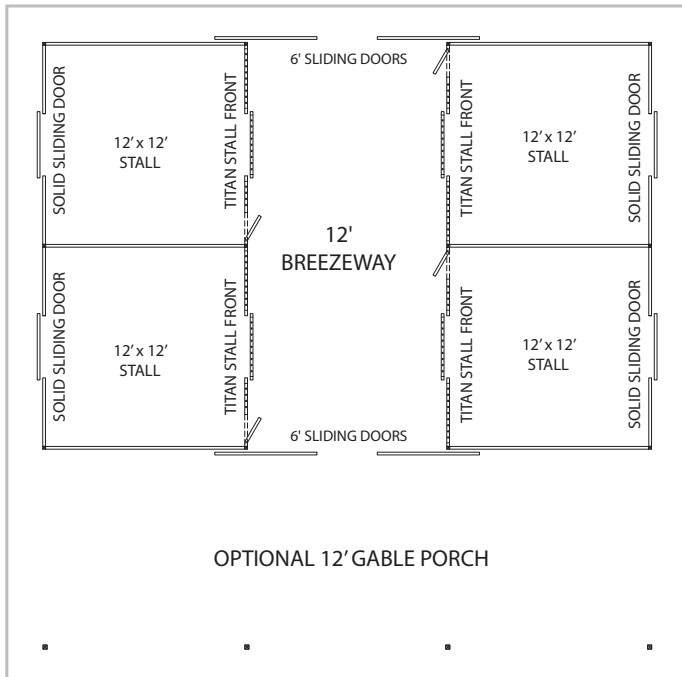 6' SLIDING DOORS
SOLID SLIDING DOOR
12' x 12'
STALL
TITAN STALL FRONT
TITAN STALL FRONT
12' x 12'
STALL
SOLID SLIDING DOOR
12'
BREEZEWAY
SOLID SLIDING DOOR
12' x 12'
STALL
TITAN STALL FRONT
TITAN STALL FRONT
12' x 12'
STALL
SOLID SLIDING DOOR
6' SLIDING DOORS
OPTIONAL 12' GABLE PORCH